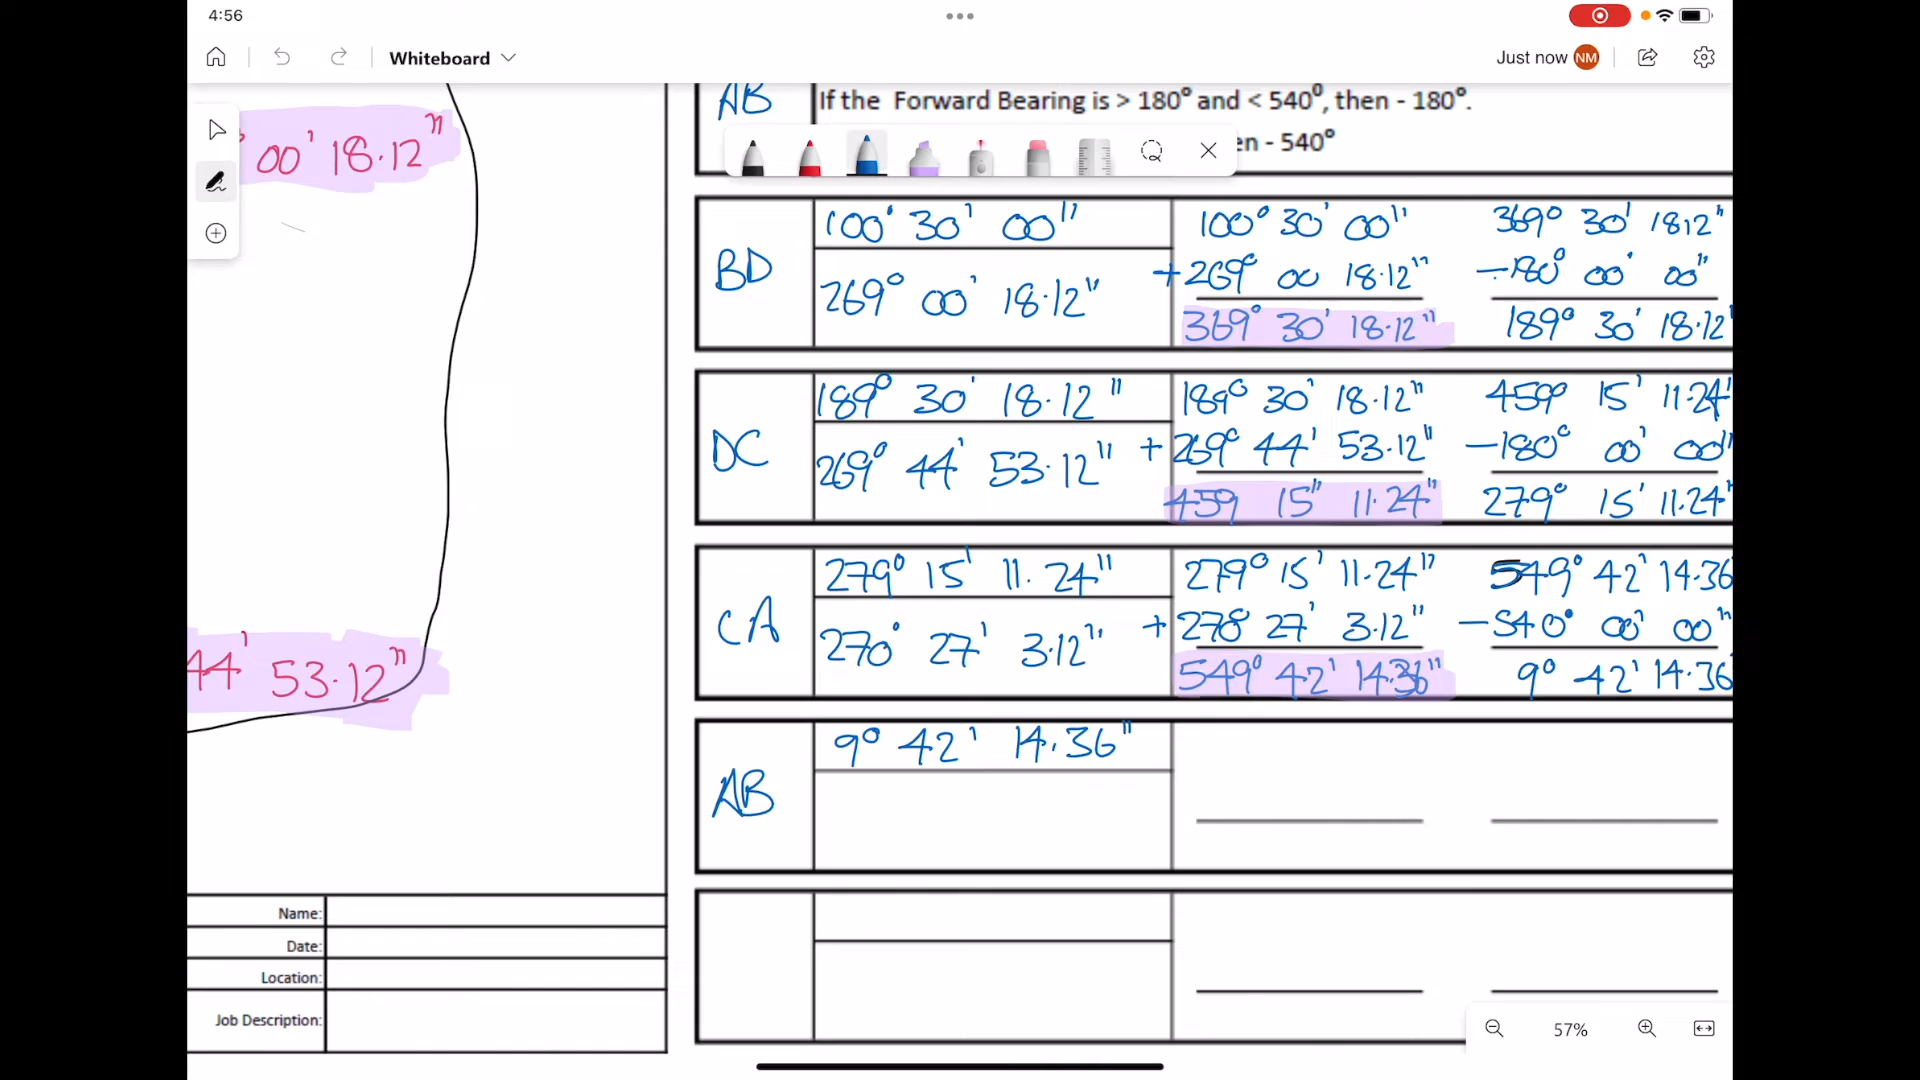 4:56
Whiteboard
Just now NM
AB
If the Forward Bearing is > 180° and < 540°, then - 180°.
en - 540°
° 00' 18.12"
BD
100° 30' 00"
269° 00' 18.12"
100° 30' 00"
+269° 00 18.12"
369° 30' 18.12"
369° 30' 1812"
-180° 00' 00"
189° 30' 18.12"
DC
189° 30' 18.12"
269° 44' 53.12"
189° 30' 18.12"
+269° 44' 53.12"
459 15" 11.24"
459° 15' 11.24"
-180° 00' 00"
279° 15' 11.24"
CA
279° 15' 11.24"
270° 27' 3.12"
279° 15' 11.24"
+270 27' 3.12"
549° 42' 14.36"
549° 42' 14.36
-540° 00' 00"
9° 42' 14.36
44' 53.12"
AB
9° 42' 14.36"
Name:
Date:
Location:
Job Description:
57%